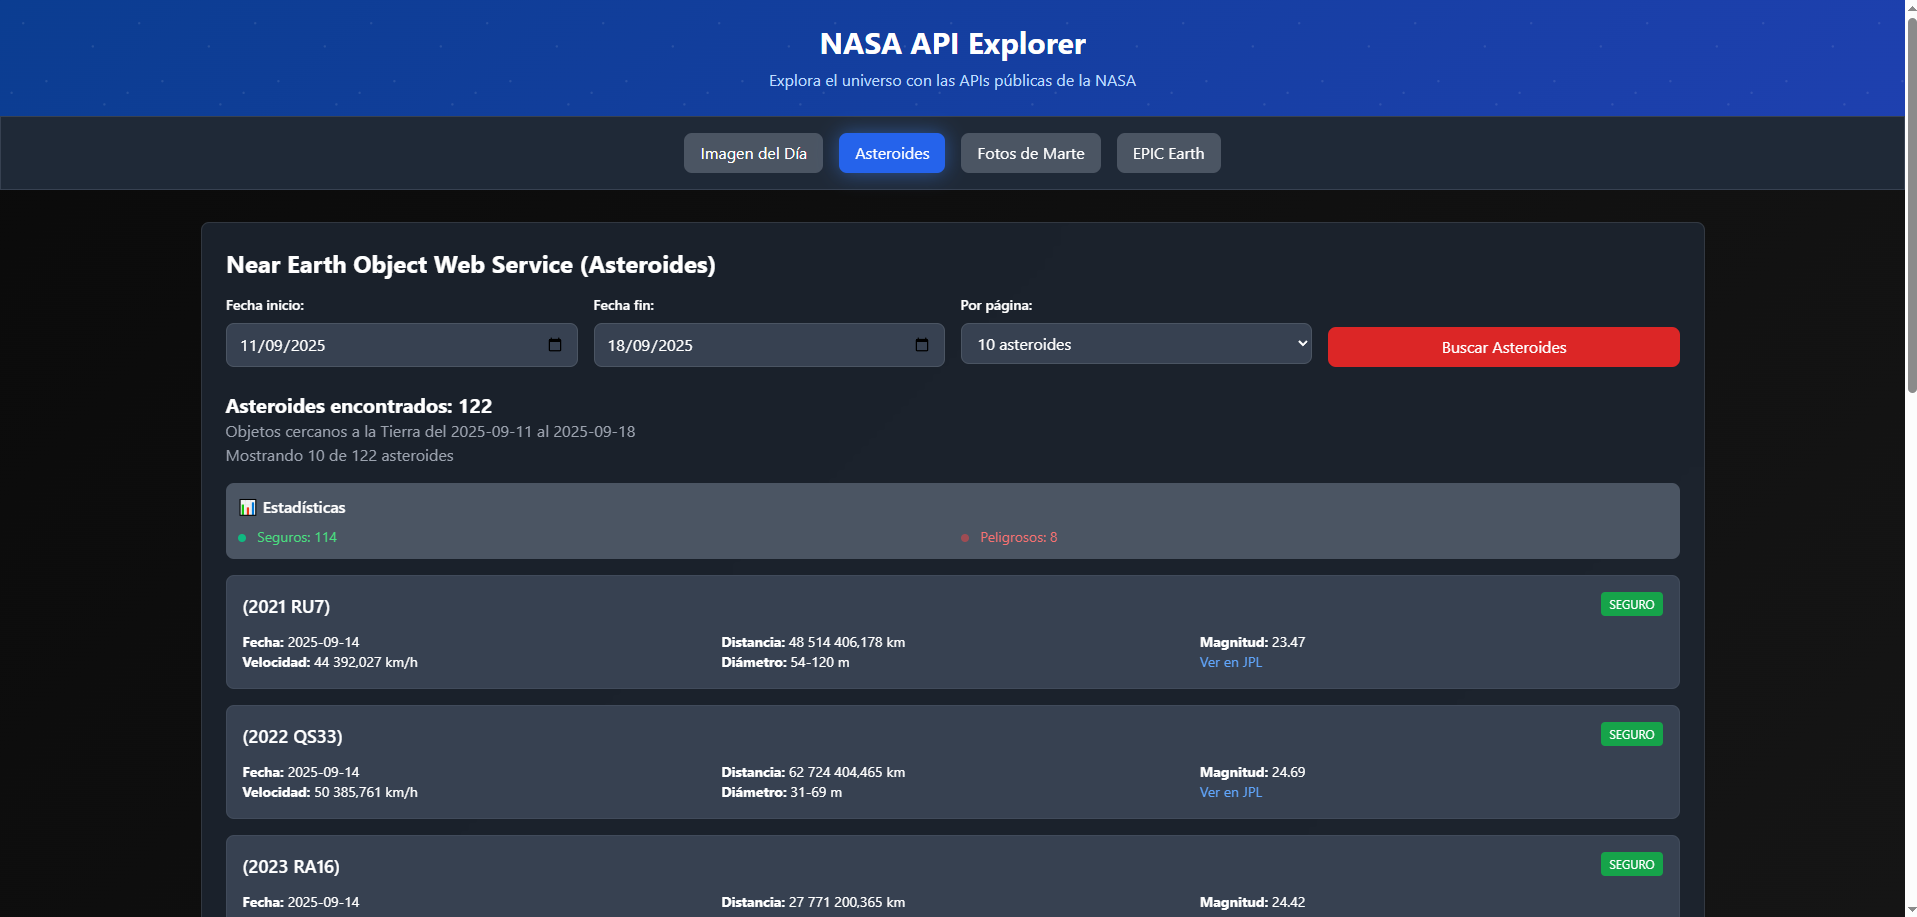 NASA API Explorer
Explora el universo con las APIs públicas de la NASA
Imagen del Día Asteroides Fotos de Marte EPIC Earth
Near Earth Object Web Service (Asteroides)
Fecha inicio: Fecha fin: Por página:
11/09/2025 18/09/2025 10 asteroides Buscar Asteroides
Asteroides encontrados: 122
Objetos cercanos a la Tierra del 2025-09-11 al 2025-09-18
Mostrando 10 de 122 asteroides
Estadísticas
Seguros: 114 Peligrosos: 8
(2021 RU7) SEGURO
Fecha: 2025-09-14 Distancia: 48 514 406,178 km Magnitud: 23.47
Velocidad: 44 392,027 km/h Diámetro: 54-120 m Ver en JPL
(2022 QS33) SEGURO
Fecha: 2025-09-14 Distancia: 62 724 404,465 km Magnitud: 24.69
Velocidad: 50 385,761 km/h Diámetro: 31-69 m Ver en JPL
(2023 RA16) SEGURO
Fecha: 2025-09-14 Distancia: 27 771 200,365 km Magnitud: 24.42